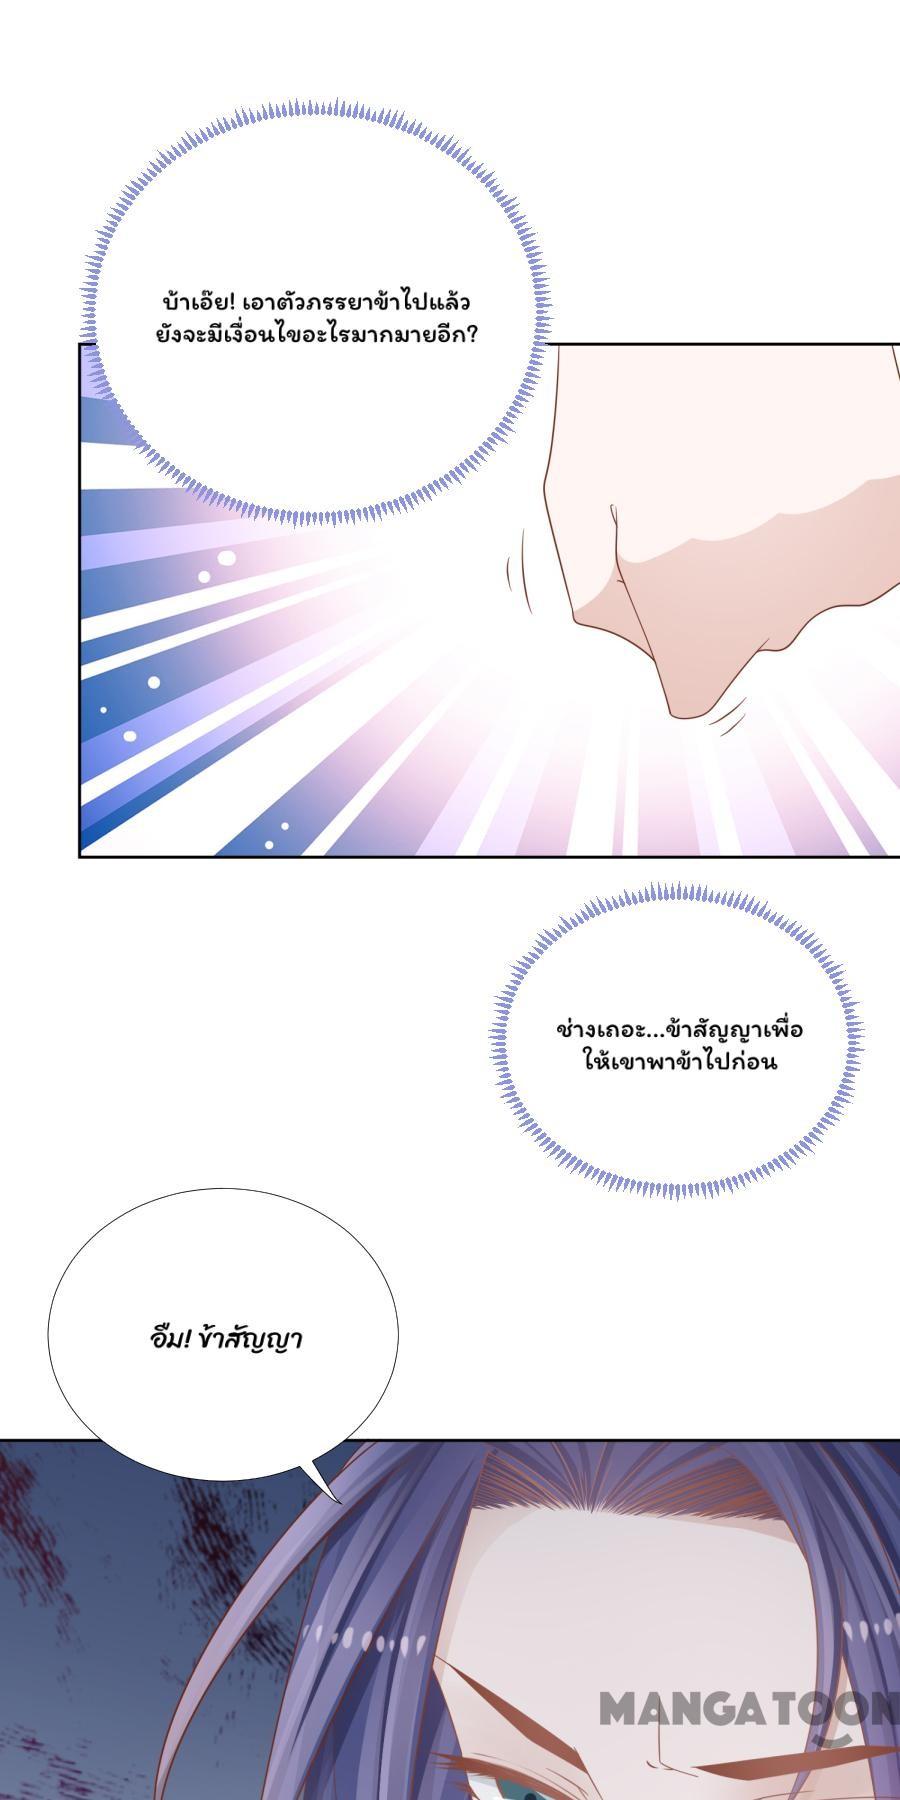 บ้าเอ๊ย! เอาตัวภรรยาข้าไปแล้ว
ยังจะมีเงื่อนไขอะไรมากมายอีก?
ช่างเถอะ...ข้าสัญญาเพื่อ
ให้เขาพาข้าไปก่อน
อืม! ข้าสัญญา
MANGATOON